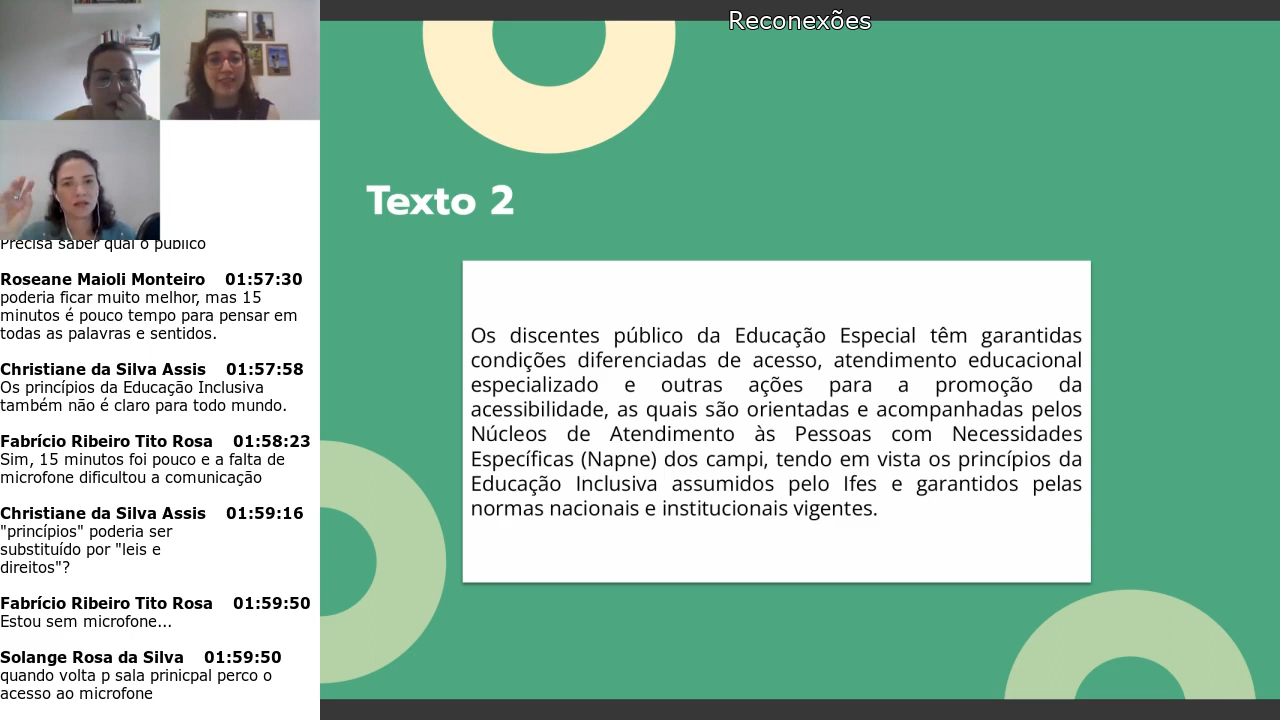 Reconexões
Precisa saber qual o público
Roseane Maioli Monteiro 01:57:30
poderia ficar muito melhor, mas 15
minutos é pouco tempo para pensar em
todas as palavras e sentidos.
Christiane da Silva Assis 01:57:58
Os princípios da Educação Inclusiva
também não é claro para todo mundo.
Fabrício Ribeiro Tito Rosa 01:58:23
Sim, 15 minutos foi pouco e a falta de
microfone dificultou a comunicação
Christiane da Silva Assis 01:59:16
"princípios" poderia ser
substituído por "leis e
direitos"?
Fabrício Ribeiro Tito Rosa 01:59:50
Estou sem microfone...
Solange Rosa da Silva 01:59:50
quando volta p sala prinicpal perco o
acesso ao microfone
Texto 2
Os discentes público da Educação Especial têm garantidas
condições diferenciadas de acesso, atendimento educacional
especializado e outras ações para a promoção da
acessibilidade, as quais são orientadas e acompanhadas pelos
Núcleos de Atendimento às Pessoas com Necessidades
Específicas (Napne) dos campi, tendo em vista os princípios da
Educação Inclusiva assumidos pelo Ifes e garantidos pelas
normas nacionais e institucionais vigentes.